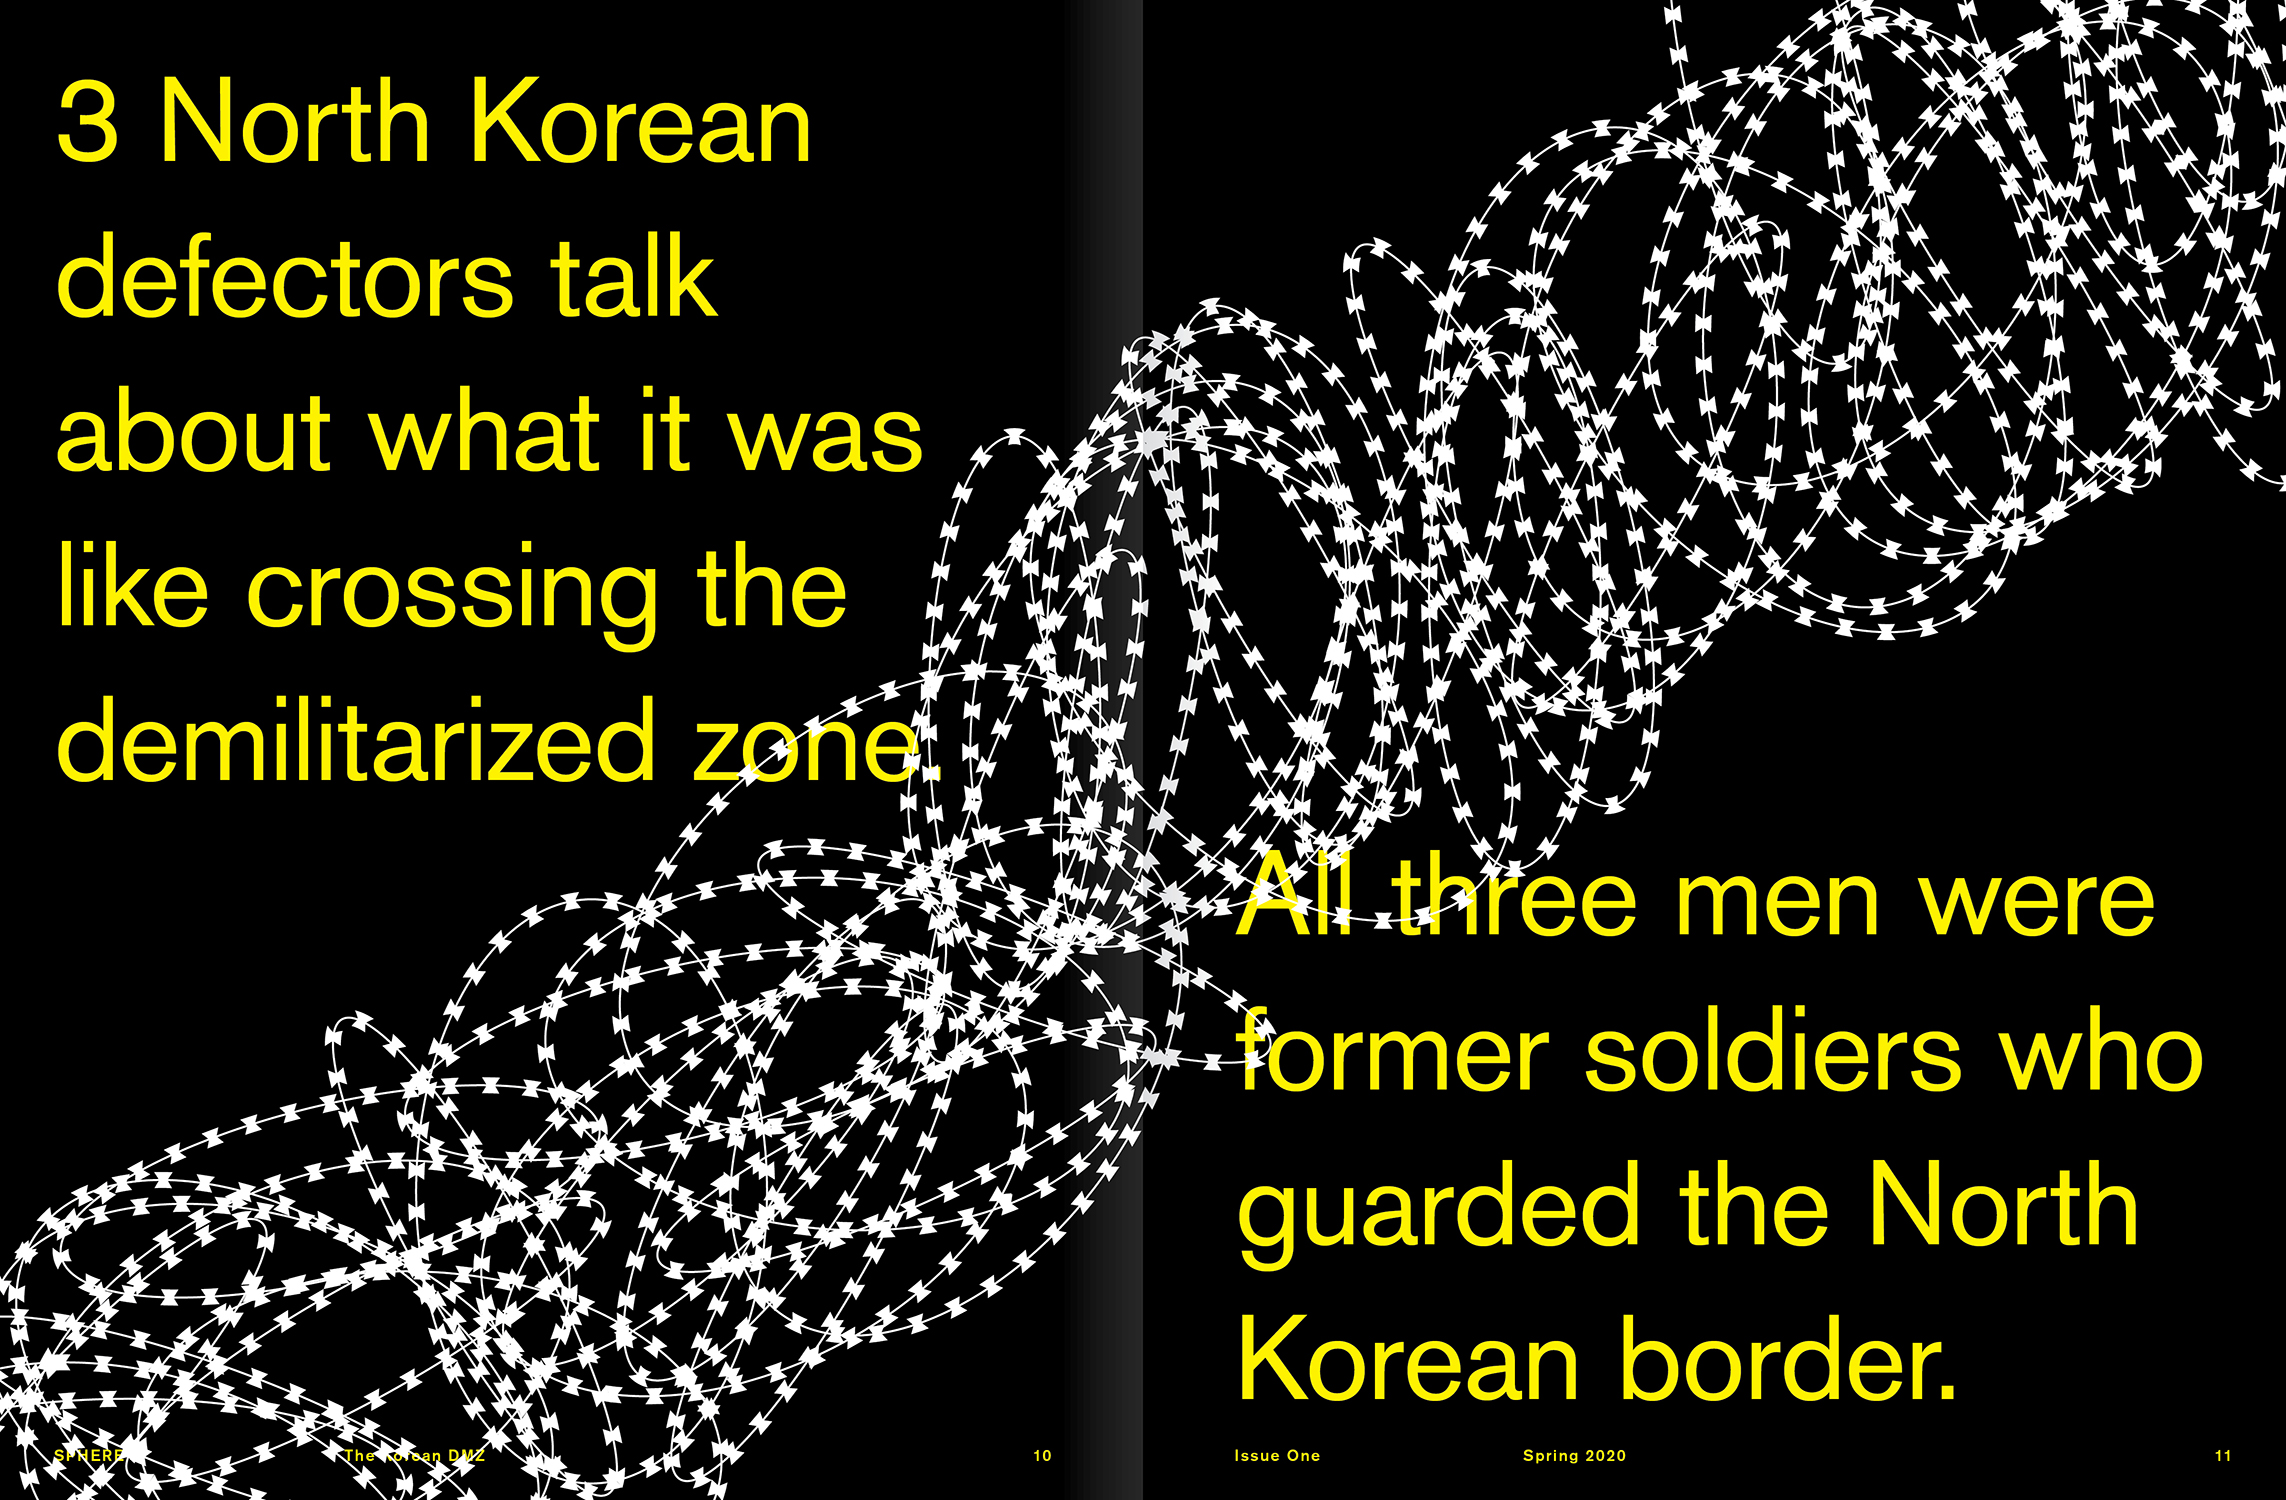 3 North Korean
defectors talk
about what it was
like crossing the
demilitarized zone.
All three men were
former soldiers who
guarded the North
Korean border.
SPHERE
The Korean DMZ
10
Issue One
Spring 2020
11